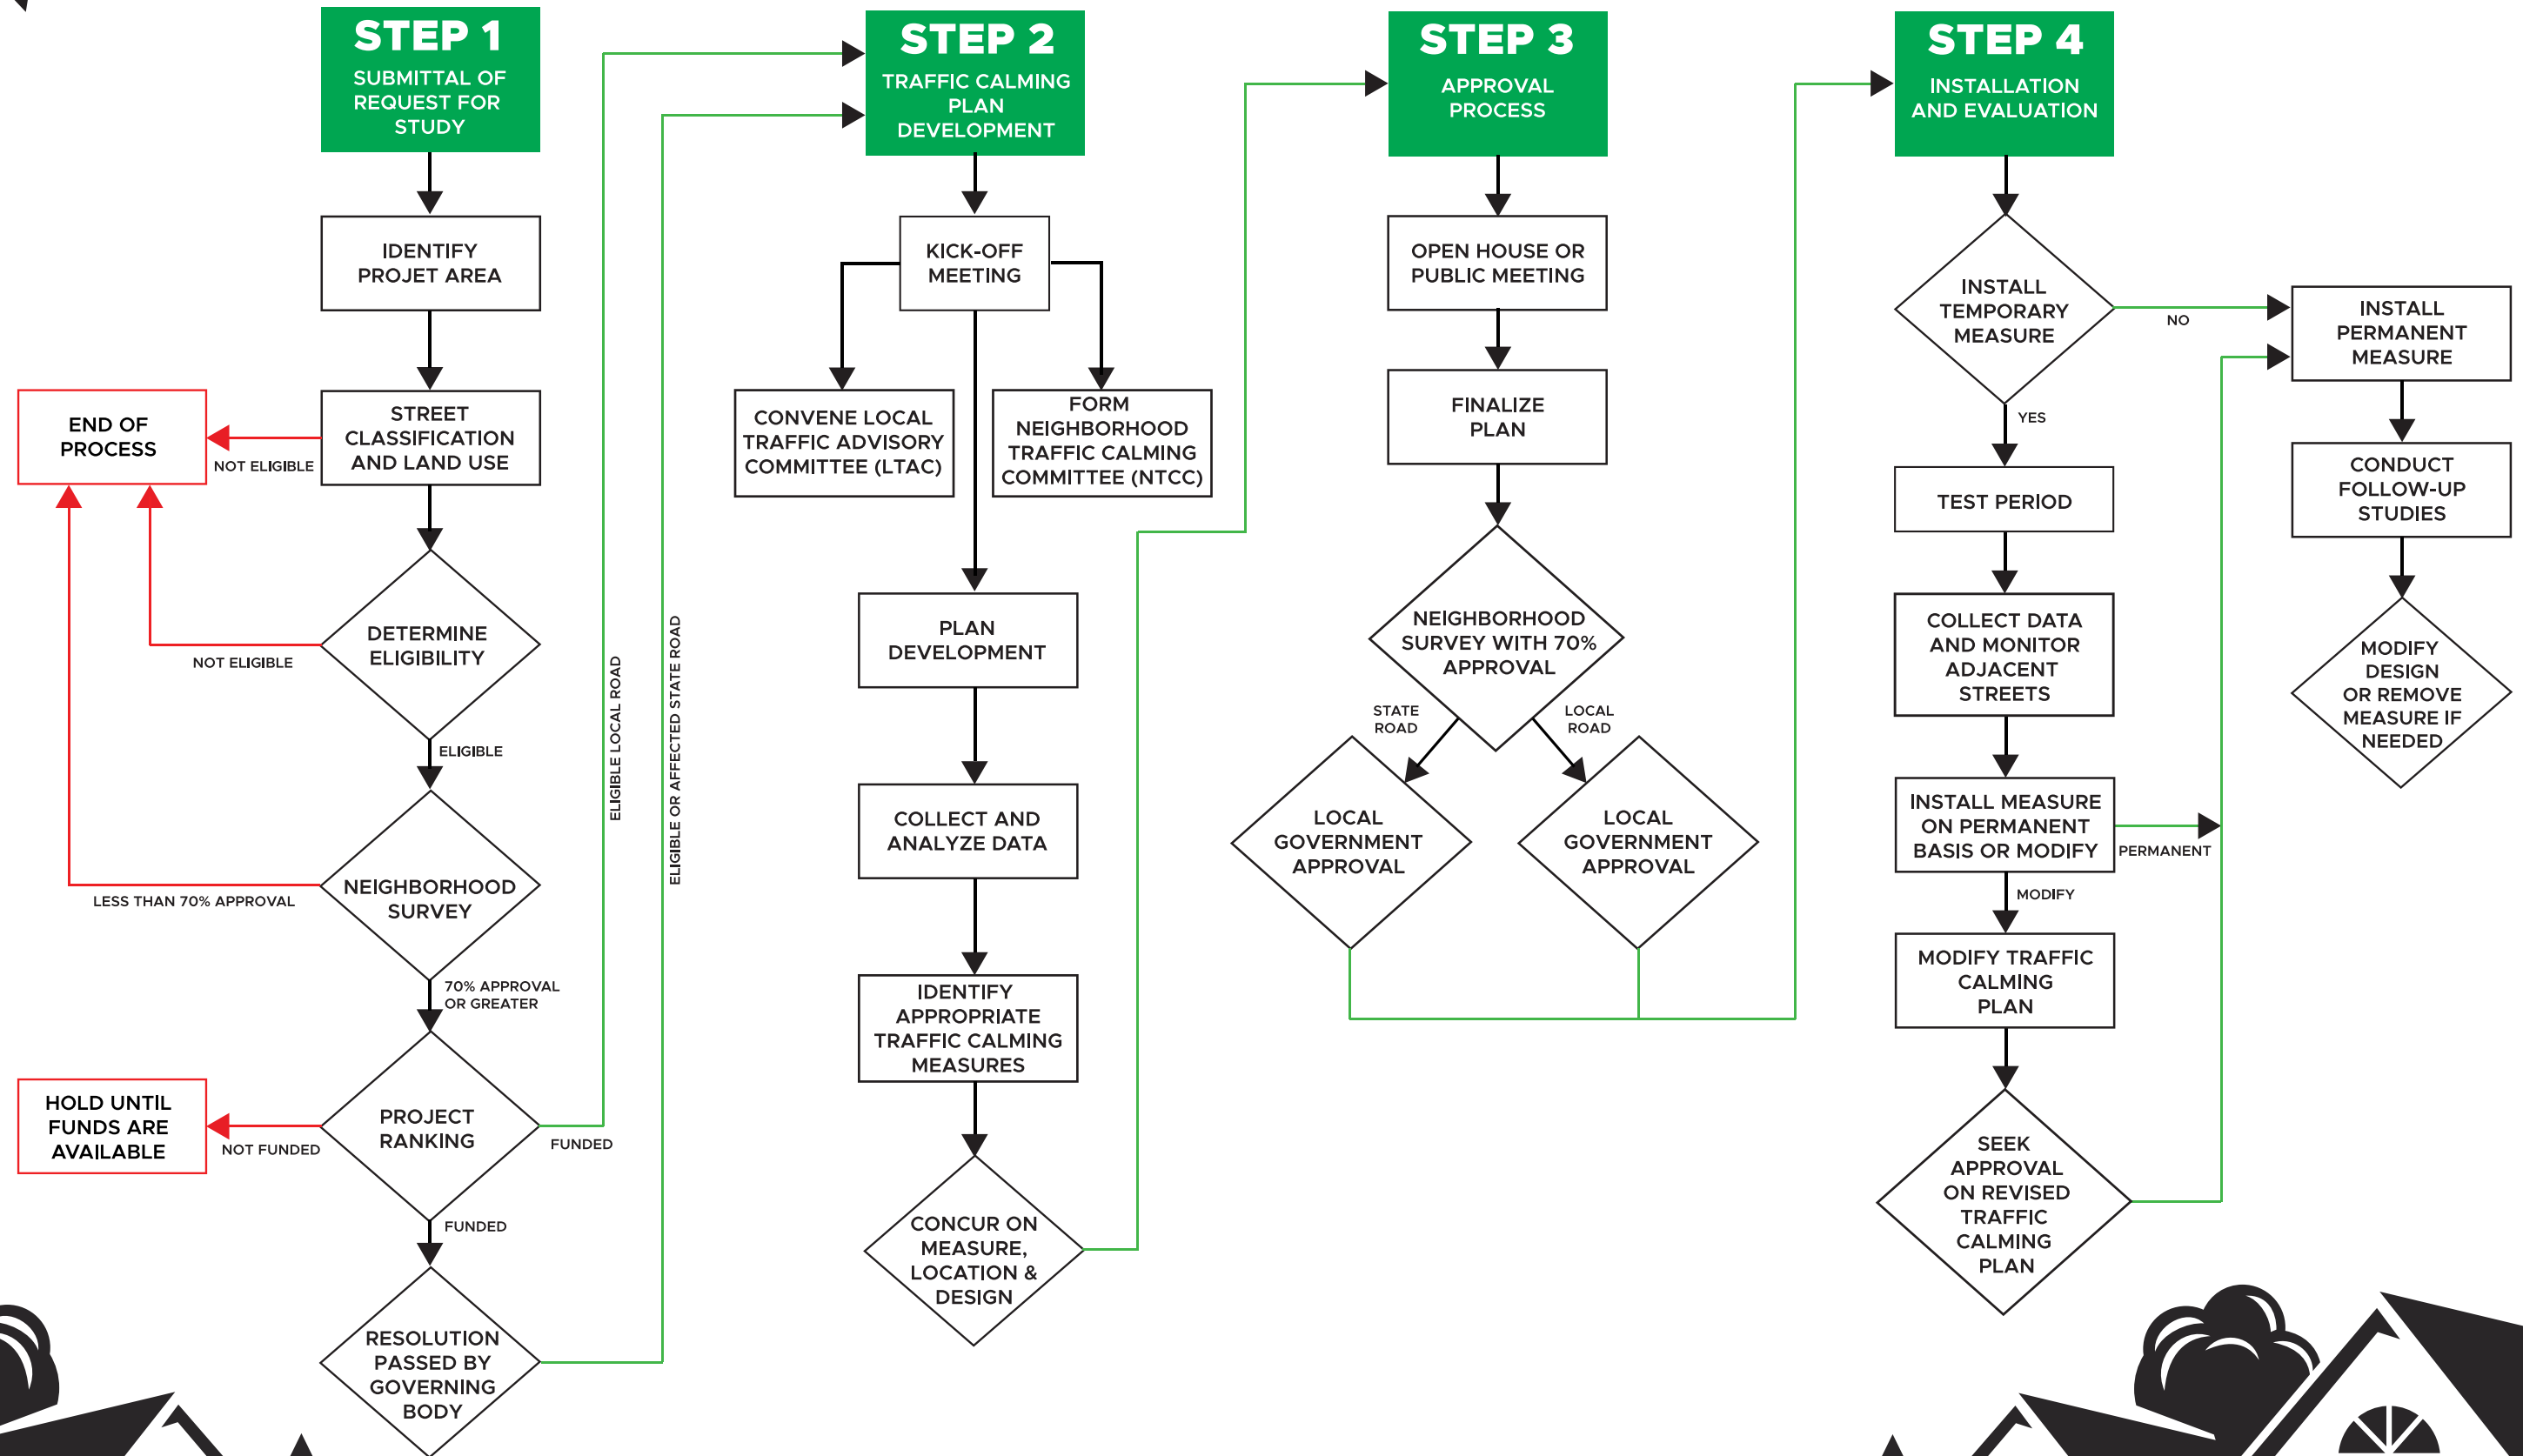 STEP 1
SUBMITTAL OF
REQUEST FOR
STUDY
IDENTIFY
PROJET AREA
STREET
CLASSIFICATION
AND LAND USE
NOT ELIGIBLE
END OF
PROCESS
DETERMINE
ELIGIBILITY
NOT ELIGIBLE
ELIGIBLE
NEIGHBORHOOD
SURVEY
LESS THAN 70% APPROVAL
70% APPROVAL
OR GREATER
PROJECT
RANKING
NOT FUNDED
HOLD UNTIL
FUNDS ARE
AVAILABLE
FUNDED
FUNDED
RESOLUTION
PASSED BY
GOVERNING
BODY
ELIGIBLE LOCAL ROAD
ELIGIBLE OR AFFECTED STATE ROAD
STEP 2
TRAFFIC CALMING
PLAN
DEVELOPMENT
KICK-OFF
MEETING
CONVENE LOCAL
TRAFFIC ADVISORY
COMMITTEE (LTAC)
FORM
NEIGHBORHOOD
TRAFFIC CALMING
COMMITTEE (NTCC)
PLAN
DEVELOPMENT
COLLECT AND
ANALYZE DATA
IDENTIFY
APPROPRIATE
TRAFFIC CALMING
MEASURES
CONCUR ON
MEASURE,
LOCATION &
DESIGN
STEP 3
APPROVAL
PROCESS
OPEN HOUSE OR
PUBLIC MEETING
FINALIZE
PLAN
NEIGHBORHOOD
SURVEY WITH 70%
APPROVAL
STATE
ROAD
LOCAL
ROAD
LOCAL
GOVERNMENT
APPROVAL
LOCAL
GOVERNMENT
APPROVAL
STEP 4
INSTALLATION
AND EVALUATION
INSTALL
TEMPORARY
MEASURE
NO
YES
TEST PERIOD
COLLECT DATA
AND MONITOR
ADJACENT
STREETS
INSTALL MEASURE
ON PERMANENT
BASIS OR MODIFY
PERMANENT
MODIFY
MODIFY TRAFFIC
CALMING
PLAN
SEEK
APPROVAL
ON REVISED
TRAFFIC
CALMING
PLAN
INSTALL
PERMANENT
MEASURE
CONDUCT
FOLLOW-UP
STUDIES
MODIFY
DESIGN
OR REMOVE
MEASURE IF
NEEDED